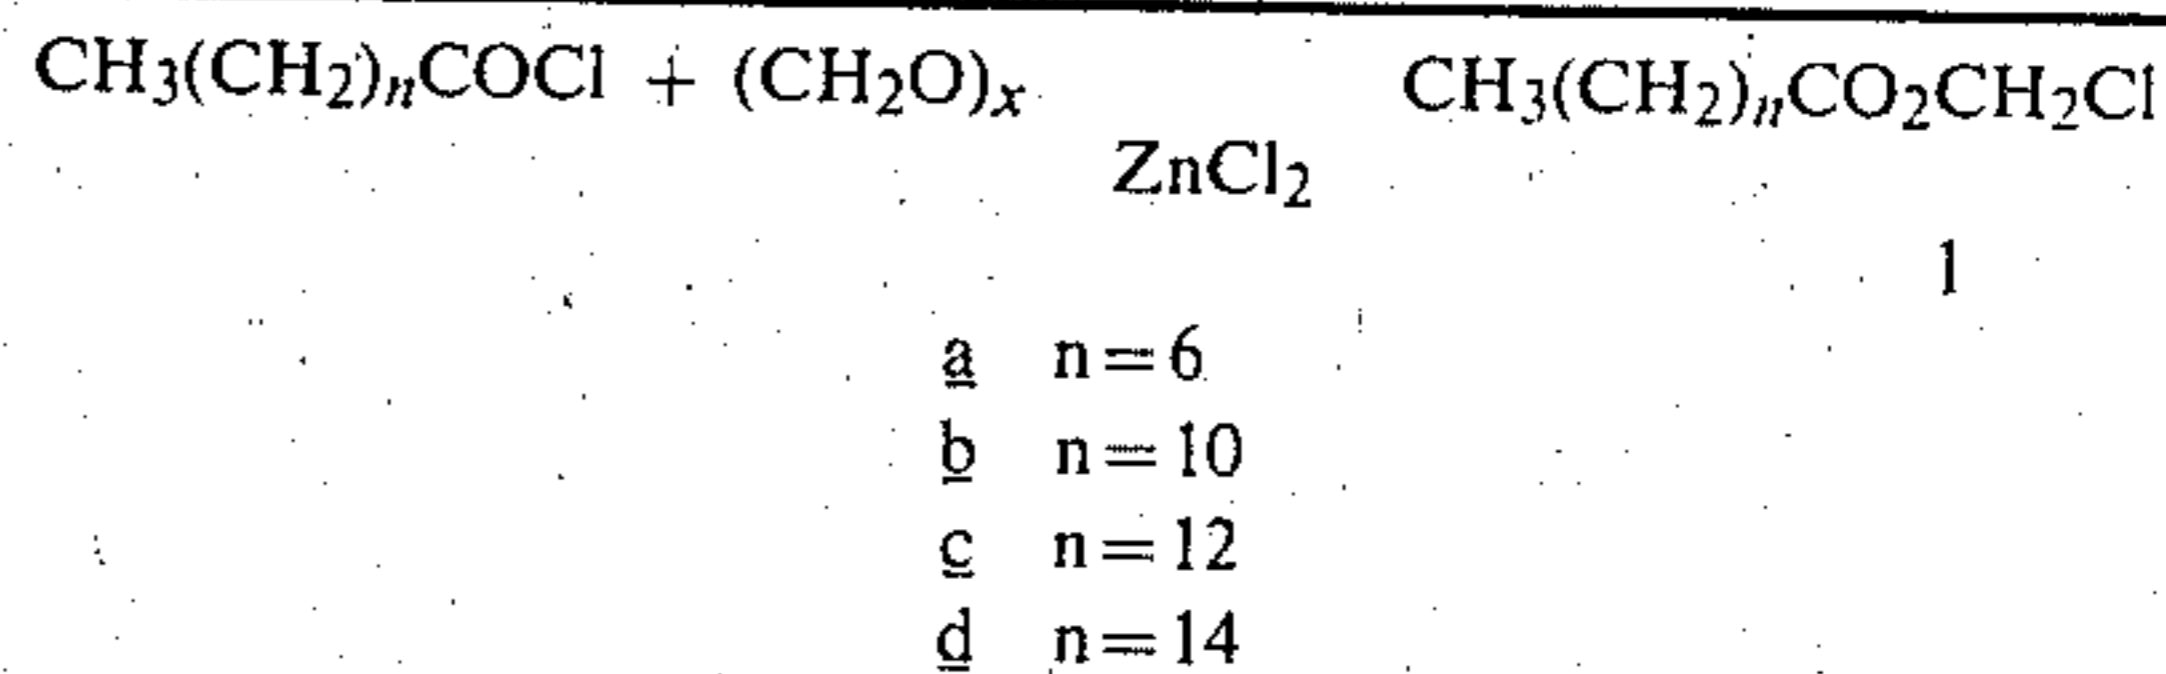 CH₃(CH₂)ₙCOCl + (CH₂O)ₓ CH₃(CH₂)ₙCO₂CH₂Cl
ZnCl₂
1
a n=6
b n=10
c n=12
d n=14